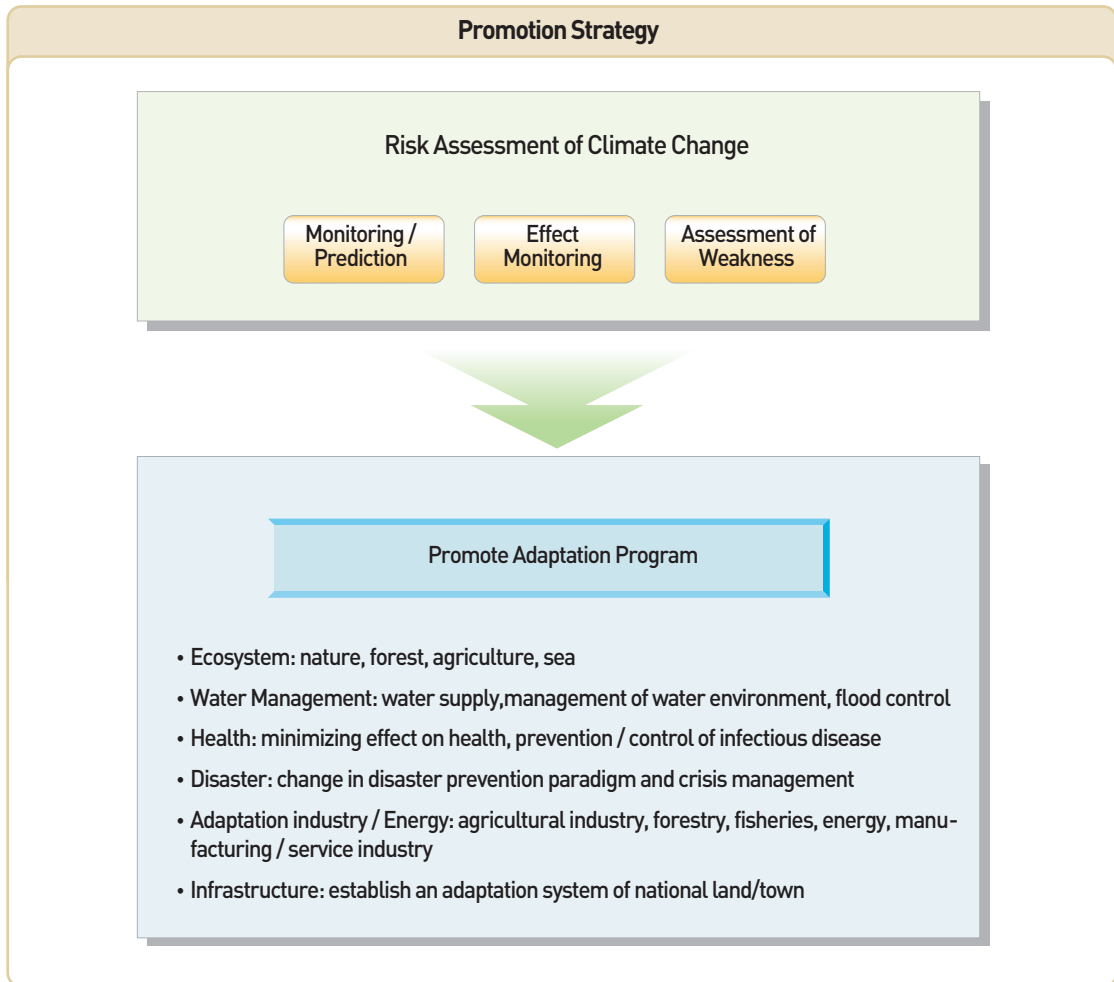 Promotion Strategy
Risk Assessment of Climate Change
Monitoring /
Prediction
Effect
Monitoring
Assessment of
Weakness
Promote Adaptation Program
• Ecosystem: nature, forest, agriculture, sea
• Water Management: water supply,management of water environment, flood control
• Health: minimizing effect on health, prevention / control of infectious disease
• Disaster: change in disaster prevention paradigm and crisis management
• Adaptation industry / Energy: agricultural industry, forestry, fisheries, energy, manu-
facturing / service industry
• Infrastructure: establish an adaptation system of national land/town